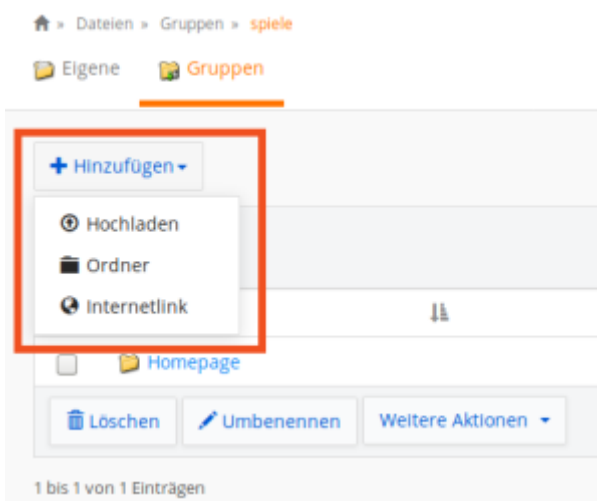 » Dateien » Gruppen » spiele
Eigene Gruppen
Hinzufügen
Hochladen
Ordner
Internetlink
Homepage
Löschen Umbenennen Weitere Aktionen
1 bis 1 von 1 Einträgen